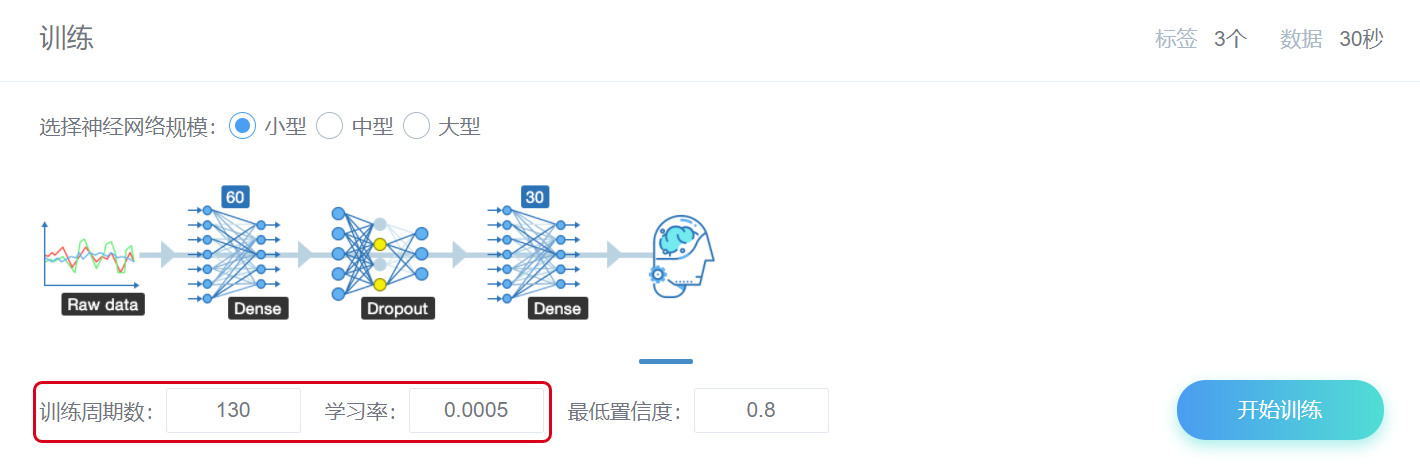 训练 标签 3个 数据 30秒
选择神经网络规模: 小型 中型 大型
60 30
Raw data Dense Dropout Dense
训练周期数: 130 学习率: 0.0005 最低置信度: 0.8 开始训练